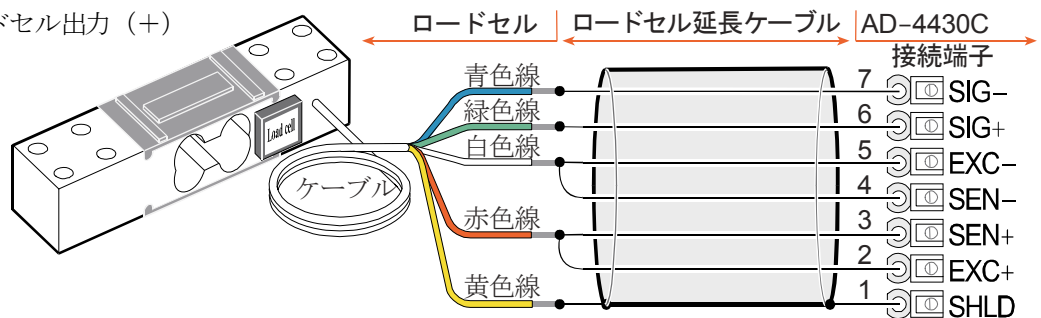 セル出力（+）
ロードセル
ロードセル延長ケーブル
AD-4430C
接続端子
青色線
7
SIG-
緑色線
6
SIG+
Load cell
白色線
5
EXC-
ケーブル
4
SEN-
赤色線
3
SEN+
2
EXC+
黄色線
1
SHLD